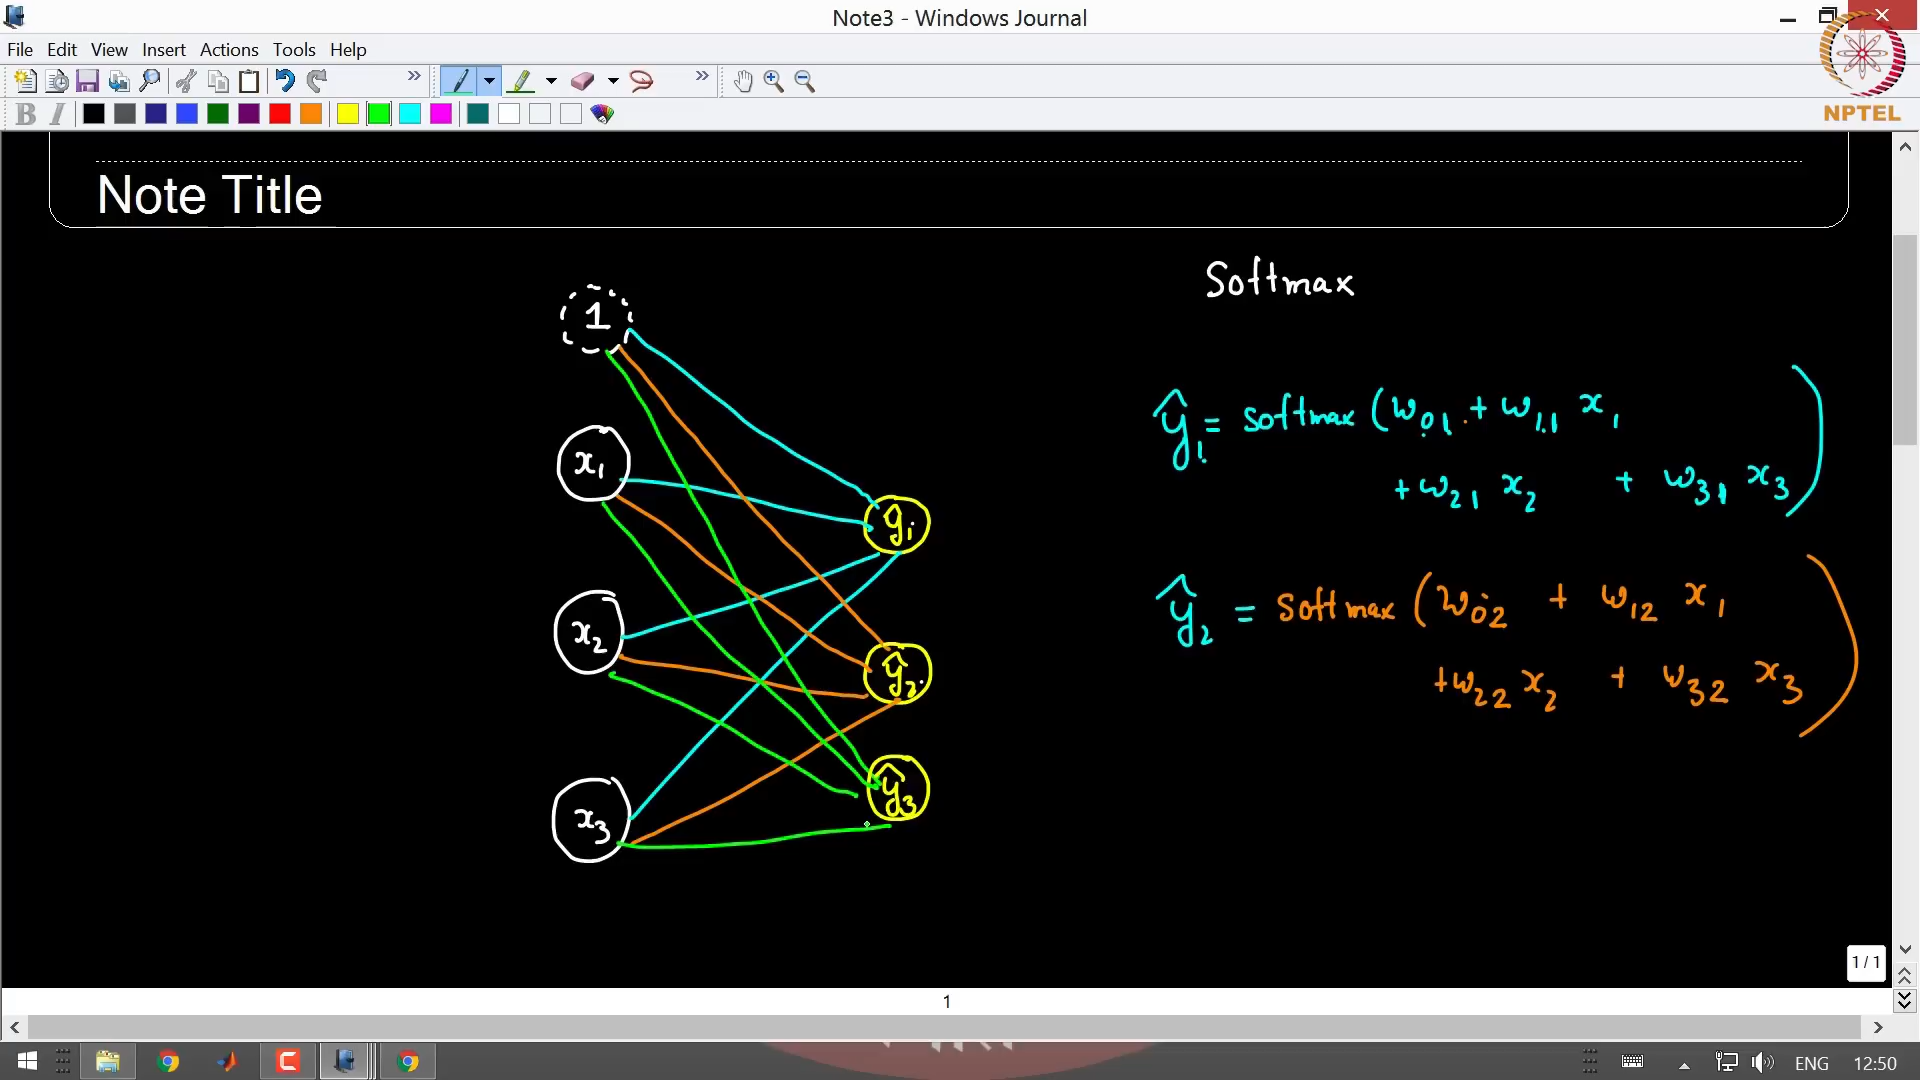 Note3 - Windows Journal
File Edit View Insert Actions Tools Help
B I
NPTEL
Note Title
Softmax
1
x₁
x₂
x₃
ŷ₁
ŷ₂
ŷ₃
ŷ₁ = softmax (w₀₁ + w₁₁ x₁
+ w₂₁ x₂ + w₃₁ x₃)
ŷ₂ = softmax (w₀₂ + w₁₂ x₁
+ w₂₂ x₂ + w₃₂ x₃)
1 / 1
1
ENG 12:50